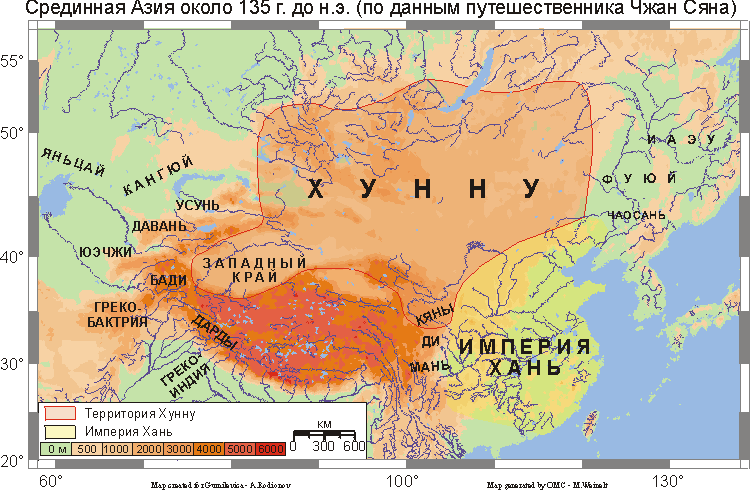 Срединная Азия около 135 г. до н.э. (по данным путешественника Чжан Сяна)
55°
50°
40°
30°
20°
60°
100°
130°
ЯНЬЦАЙ
КАНГЮЙ
УСУНЬ
ДАВАНЬ
ЮЭЧЖИ
БАДИ
ГРЕКО-
БАКТРИЯ
ДАРДЫ
ГРЕКО-
ИНДИЯ
ЗАПАДНЫЙ
КРАЙ
ХУННУ
ИАЭУ
ФУЮЙ
ЧАОСАНЬ
КЯНЫ
ДИ
МАНЬ
ИМПЕРИЯ
ХАНЬ
Территория Хунну
Империя Хань
0 м 500 1000 2000 3000 4000 5000 6000
км
0 300 600
Map created for Gumilevica - A.Rodionov
Map generated by OMC - M.Weinelt